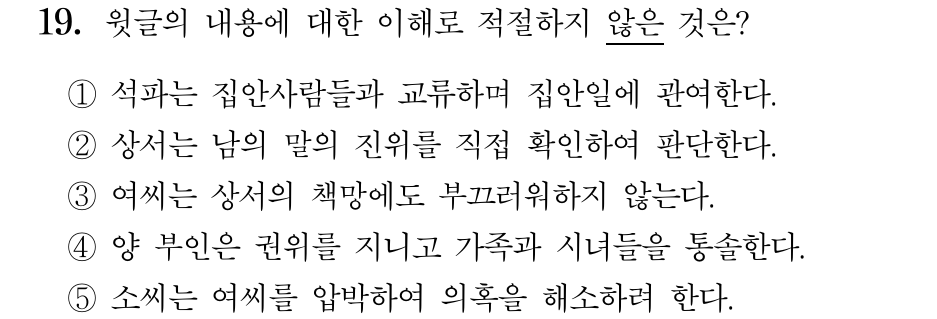 19. 윗글의 내용에 대한 이해로 적절하지 않은 것은?
① 석파는 집안사람들과 교류하며 집안일에 관여한다.
② 상서는 남의 말의 진위를 직접 확인하여 판단한다.
③ 여씨는 상서의 책망에도 부끄러워하지 않는다.
④ 양 부인은 권위를 지니고 가족과 시녀들을 통솔한다.
⑤ 소씨는 여씨를 압박하여 의혹을 해소하려 한다.